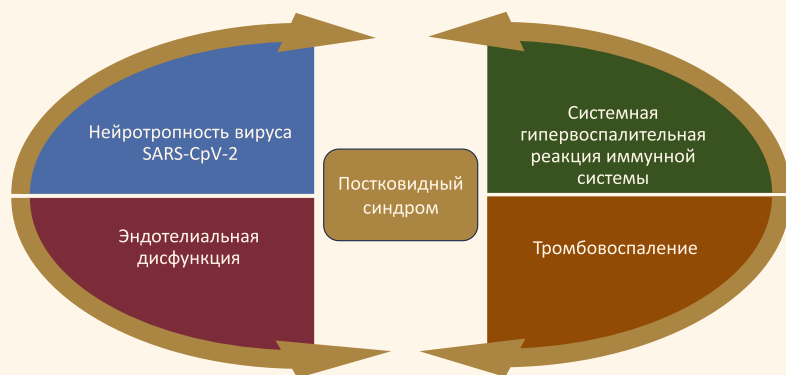 Нейротропность вируса
SARS-CpV-2
Системная
гипервоспалительная
реакция иммунной
системы
Постковидный
синдром
Эндотелиальная
дисфункция
Тромбовоспаление